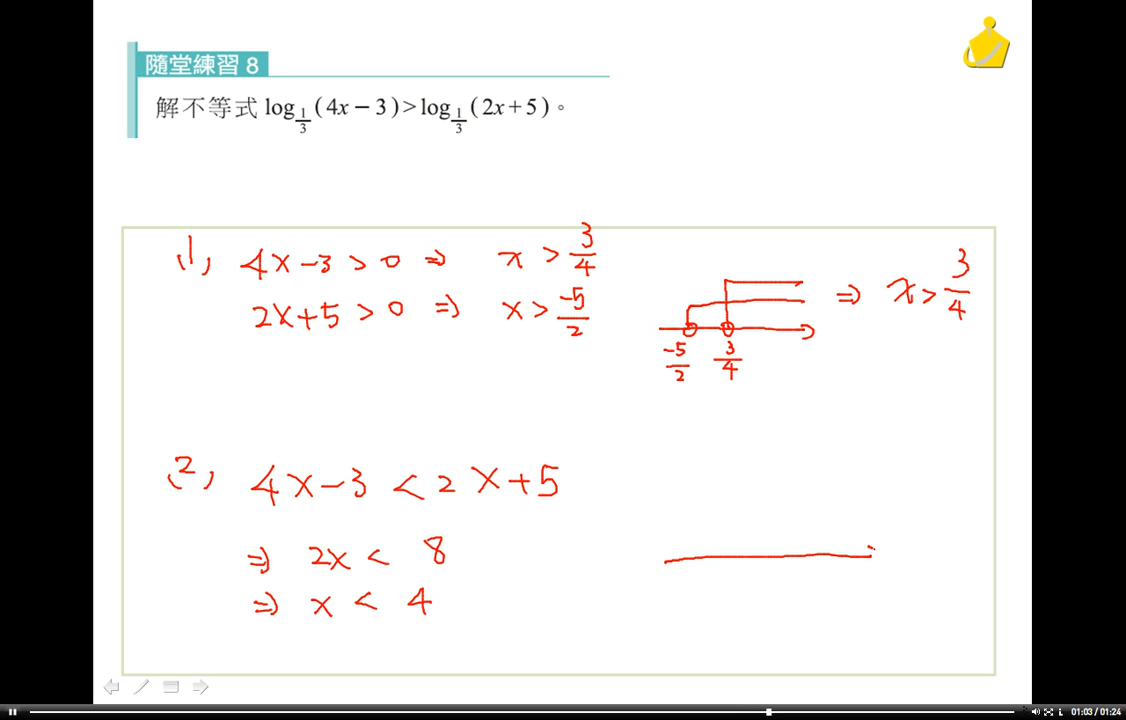 隨堂練習 8
解不等式 log_{1/3}(4x－3)>log_{1/3}(2x+5)。
(1) 4x－3 > 0 ⇒ x > 3/4
2x+5 > 0 ⇒ x > -5/2
-5/2 3/4
⇒ x > 3/4
(2) 4x－3 < 2x+5
⇒ 2x < 8
⇒ x < 4
01:03 / 01:24